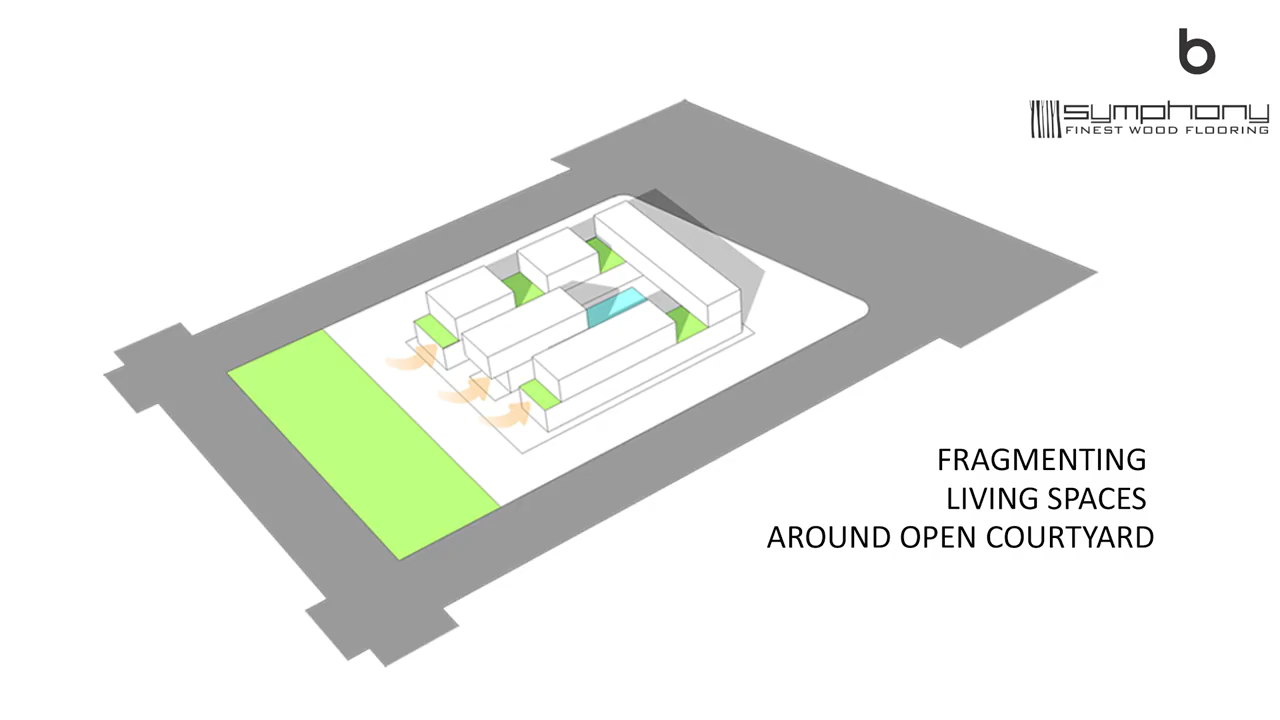 b
symphony
FINEST WOOD FLOORING
FRAGMENTING
LIVING SPACES
AROUND OPEN COURTYARD